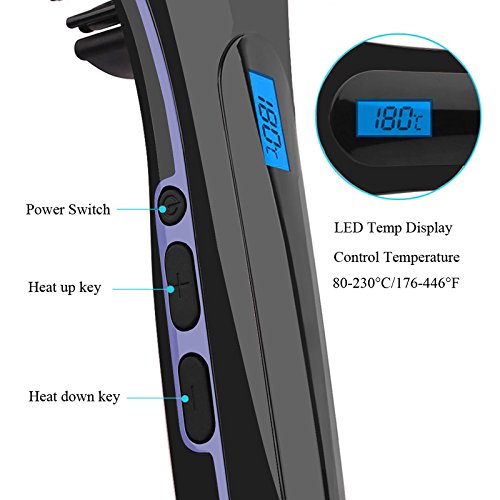 180°C
180°C
Power Switch
LED Temp Display
Control Temperature
80-230°C/176-446°F
Heat up key
Heat down key